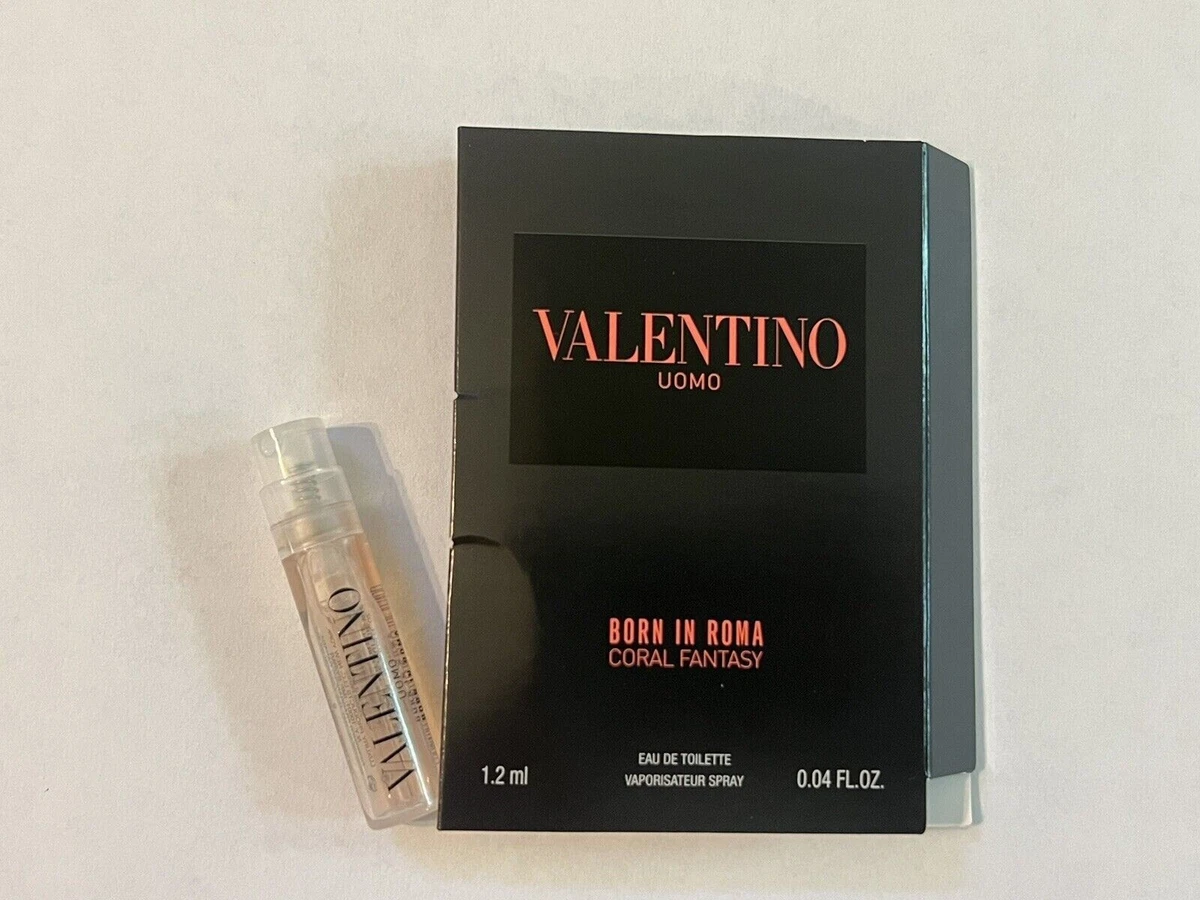 VALENTINO
UOMO
BORN IN ROMA
CORAL FANTASY
EAU DE TOILETTE
1.2 ml
VAPORISATEUR SPRAY
0.04 FL.OZ.
VALENTINO
UOMO